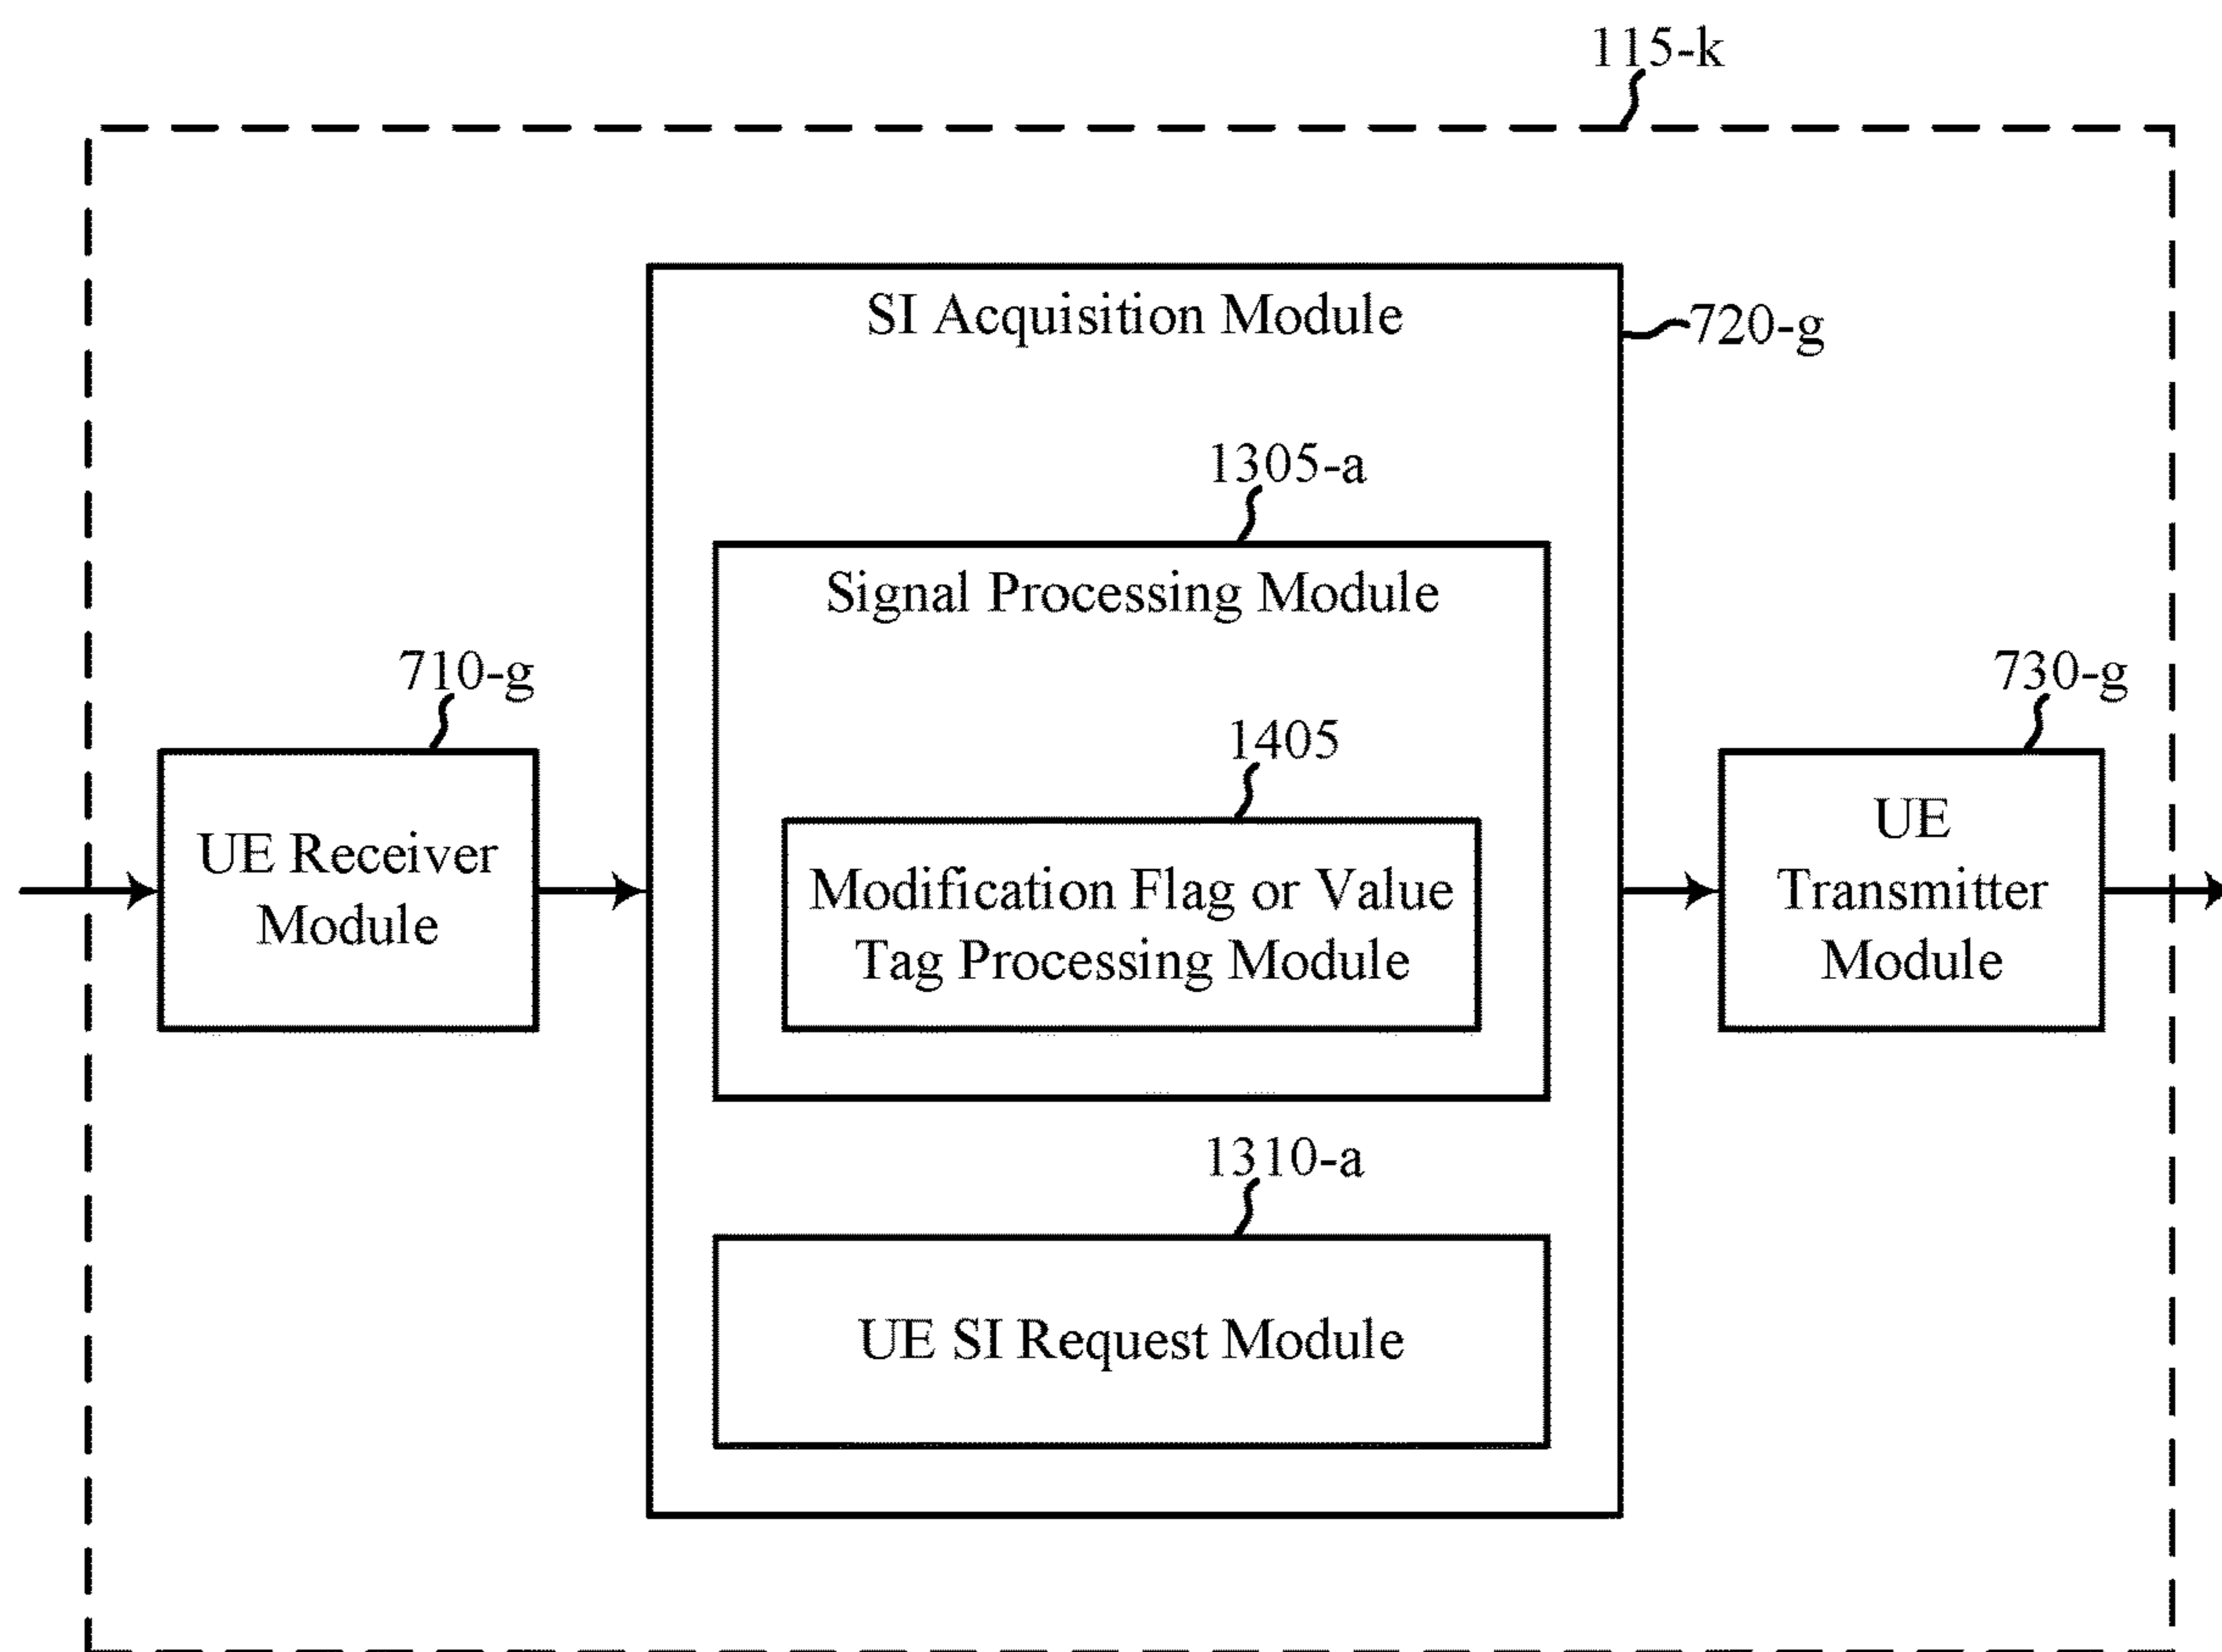 115-k
SI Acquisition Module
720-g
1305-a
Signal Processing Module
710-g
730-g
1405
UE Receiver
Module
Modification Flag or Value
Tag Processing Module
UE
Transmitter
Module
1310-a
UE SI Request Module